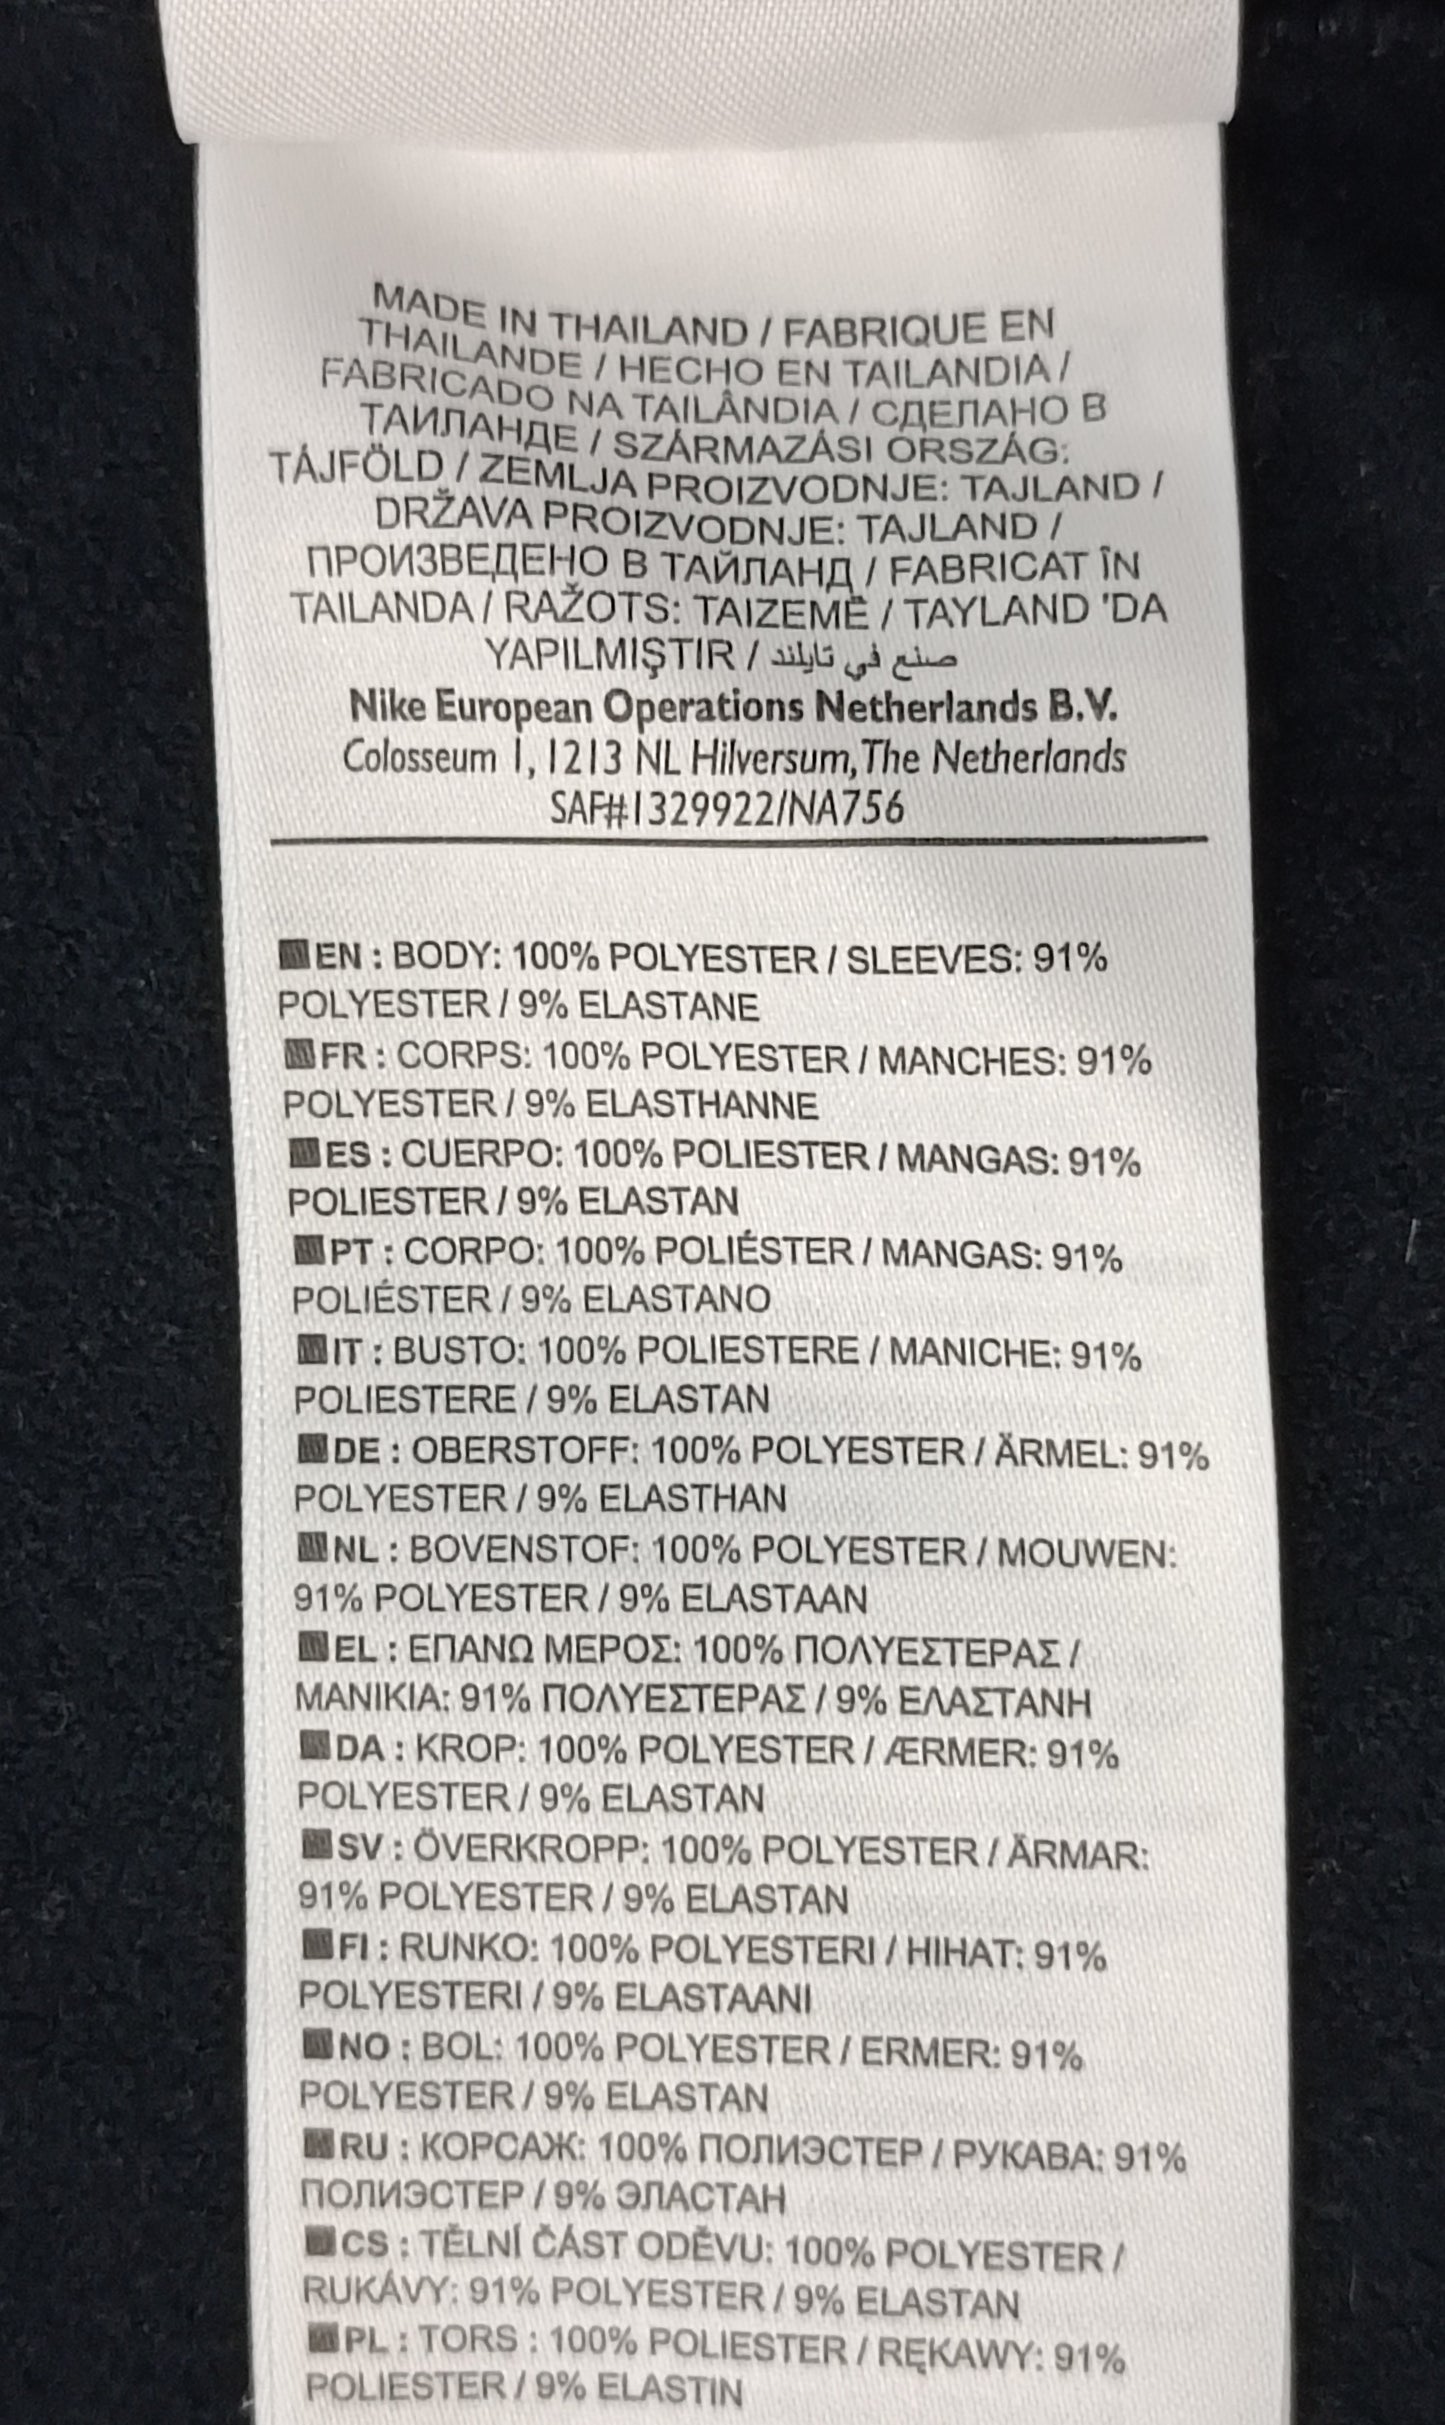 MADE IN THAILAND / FABRIQUE EN
THAILANDE / HECHO EN TAILANDIA /
FABRICADO NA TAILÂNDIA / СДЕЛАНО В
ТАИЛАНДЕ / SZÁRMAZÁSI ORSZÁG:
TÁJFÖLD / ZEMLJA PROIZVODNJE: TAJLAND /
DRŽAVA PROIZVODNJE: TAJLAND /
ПРОИЗВЕДЕНО В ТАЙЛАНД / FABRICAT ÎN
TAILANDA / RAŽOTS: TAIZEMĒ / TAYLAND 'DA
YAPILMIŞTIR / صنع في تايلند
Nike European Operations Netherlands B.V.
Colosseum 1, 1213 NL Hilversum, The Netherlands
SAF#1329922/NA756
EN : BODY: 100% POLYESTER / SLEEVES: 91%
POLYESTER / 9% ELASTANE
FR : CORPS: 100% POLYESTER / MANCHES: 91%
POLYESTER / 9% ELASTHANNE
ES : CUERPO: 100% POLIESTER / MANGAS: 91%
POLIESTER / 9% ELASTAN
PT : CORPO: 100% POLIÉSTER / MANGAS: 91%
POLIÉSTER / 9% ELASTANO
IT : BUSTO: 100% POLIESTERE / MANICHE: 91%
POLIESTERE / 9% ELASTAN
DE : OBERSTOFF: 100% POLYESTER / ÄRMEL: 91%
POLYESTER / 9% ELASTHAN
NL : BOVENSTOF: 100% POLYESTER / MOUWEN:
91% POLYESTER / 9% ELASTAAN
EL : ΕΠΑΝΩ ΜΕΡΟΣ: 100% ΠΟΛΥΕΣΤΕΡΑΣ /
ΜΑΝΙΚΙΑ: 91% ΠΟΛΥΕΣΤΕΡΑΣ / 9% ΕΛΑΣΤΑΝΗ
DA : KROP: 100% POLYESTER / ÆRMER: 91%
POLYESTER / 9% ELASTAN
SV : ÖVERKROPP: 100% POLYESTER / ÄRMAR:
91% POLYESTER / 9% ELASTAN
FI : RUNKO: 100% POLYESTERI / HIHAT: 91%
POLYESTERI / 9% ELASTAANI
NO : BOL: 100% POLYESTER / ERMER: 91%
POLYESTER / 9% ELASTAN
RU : КОРСАЖ: 100% ПОЛИЭСТЕР / РУКАВА: 91%
ПОЛИЭСТЕР / 9% ЭЛАСТАН
CS : TĚLNÍ ČÁST ODĚVU: 100% POLYESTER /
RUKÁVY: 91% POLYESTER / 9% ELASTAN
PL : TORS : 100% POLIESTER / RĘKAWY: 91%
POLIESTER / 9% ELASTIN